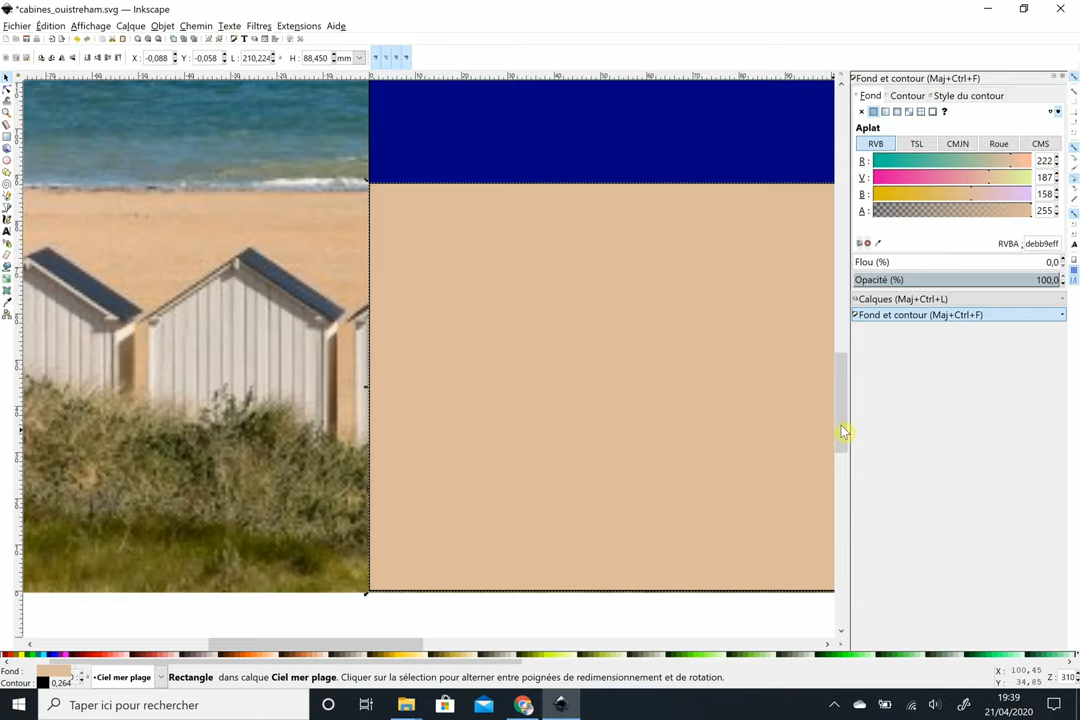 *cabines_ouistreham.svg — Inkscape
Fichier Édition Affichage Calque Objet Chemin Texte Filtres Extensions Aide
X : -0,088 Y : -0,058 L : 210,224 H : 88,450 mm
Fond et contour (Maj+Ctrl+F)
Fond Contour Style du contour
?
Aplat
RVB TSL CMJN Roue CMS
R : 222
V : 187
B : 158
A : 255
RVBA : debb9eff
Flou (%) 0,0
Opacité (%) 100,0
Calques (Maj+Ctrl+L)
Fond et contour (Maj+Ctrl+F)
Fond :
Contour : 0,264
O : •Ciel mer plage
Rectangle dans calque Ciel mer plage. Cliquer sur la sélection pour alterner entre poignées de redimensionnement et de rotation.
X : 100,45
Y : 34,85
Z : 310
Taper ici pour rechercher
19:39
21/04/2020